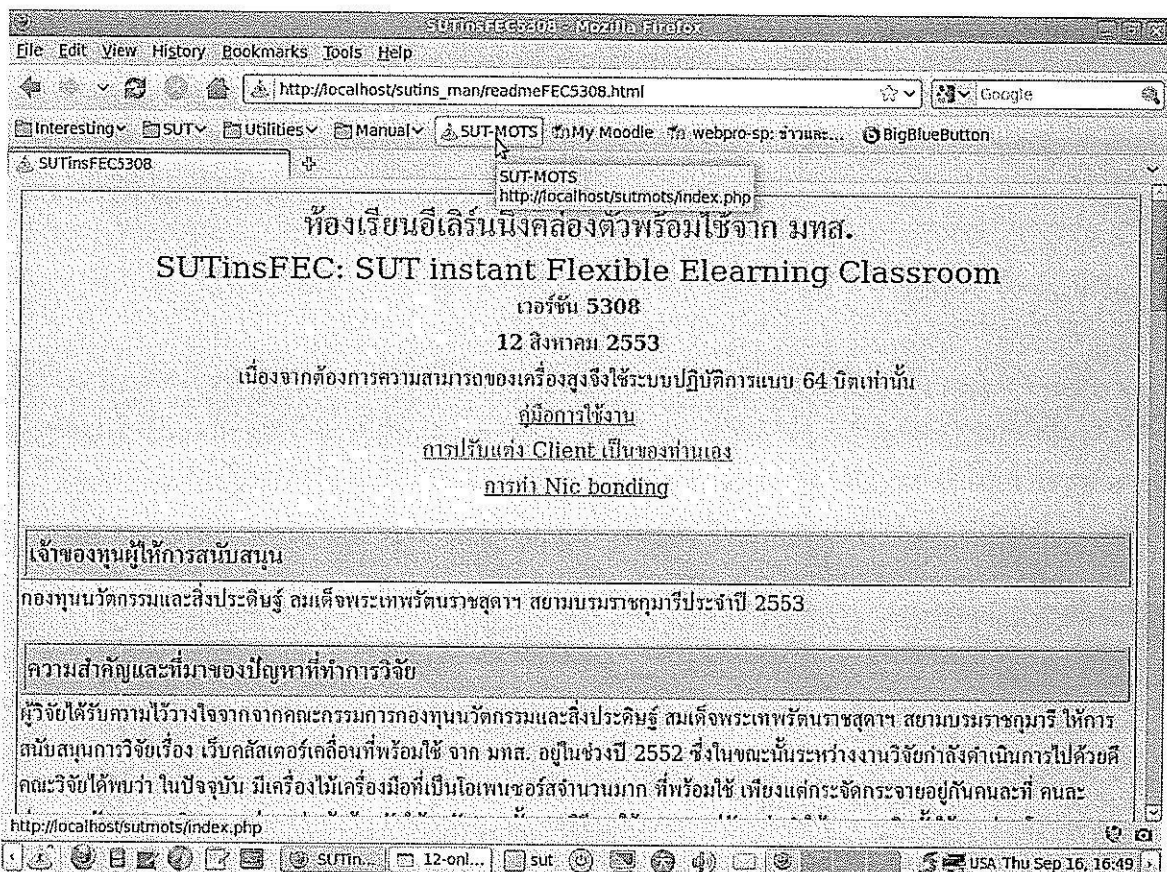 SUTinsFEC5308 - Mozilla Firefox
File Edit View History Bookmarks Tools Help
http://localhost/sutins_man/readmeFEC5308.html Google
Interesting SUT Utilities Manual SUT-MOTS My Moodle webpro-sp: ข่าวและ... BigBlueButton
SUTinsFEC5308
SUT-MOTS
http://localhost/sutmots/index.php
ห้องเรียนอีเลิร์นนิงคล่องตัวพร้อมใช้จาก มทส.
SUTinsFEC: SUT instant Flexible Elearning Classroom
เวอร์ชัน 5308
12 สิงหาคม 2553
เนื่องจากต้องการความสามารถของเครื่องสูงจึงใช้ระบบปฏิบัติการแบบ 64 บิตเท่านั้น
คู่มือการใช้งาน
การปรับแต่ง Client เป็นของท่านเอง
การทำ Nic bonding
เจ้าของทุนผู้ให้การสนับสนุน
กองทุนนวัตกรรมและสิ่งประดิษฐ์ สมเด็จพระเทพรัตนราชสุดาฯ สยามบรมราชกุมารีประจำปี 2553
ความสำคัญและที่มาของปัญหาที่ทำการวิจัย
ผู้วิจัยได้รับความไว้วางใจจากจากคณะกรรมการกองทุนนวัตกรรมและสิ่งประดิษฐ์ สมเด็จพระเทพรัตนราชสุดาฯ สยามบรมราชกุมารี ให้การ
สนับสนุนการวิจัยเรื่อง เว็บคลัสเตอร์เคลื่อนที่พร้อมใช้ จาก มทส. อยู่ในช่วงปี 2552 ซึ่งในขณะนั้นระหว่างงานวิจัยกำลังดำเนินการไปด้วยดี
คณะวิจัยได้พบว่า ในปัจจุบัน มีเครื่องไม้เครื่องมือที่เป็นโอเพนซอร์สจำนวนมาก ที่พร้อมใช้ เพียงแต่กระจัดกระจายอยู่กันคนละที่ คนละ
http://localhost/sutmots/index.php
SUTin... 12-onl... sut USA Thu Sep 16, 16:49